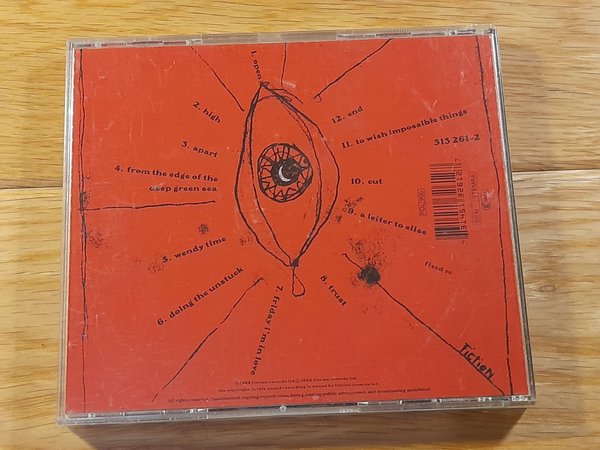 1. open
2. high
3. apart
4. from the edge of the
deep green sea
5. wendy time
6. doing the unstuck
7. friday I'm in love
8. trust
9. a letter to elise
10. cut
11. to wish impossible things
12. end
513 261-2
fixed in
Fiction